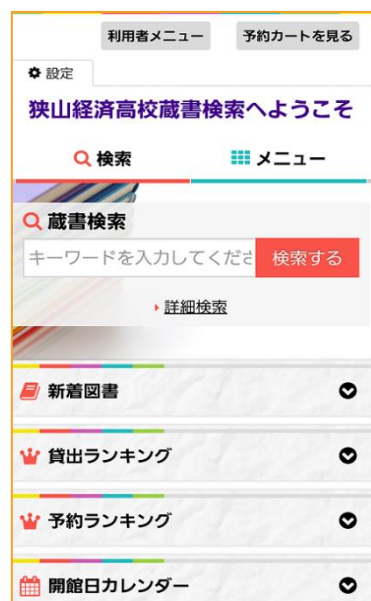 利用者メニュー 予約カートを見る
設定
狭山経済高校蔵書検索へようこそ
検索 メニュー
蔵書検索
キーワードを入力してくださ 検索する
詳細検索
新着図書
貸出ランキング
予約ランキング
開館日カレンダー